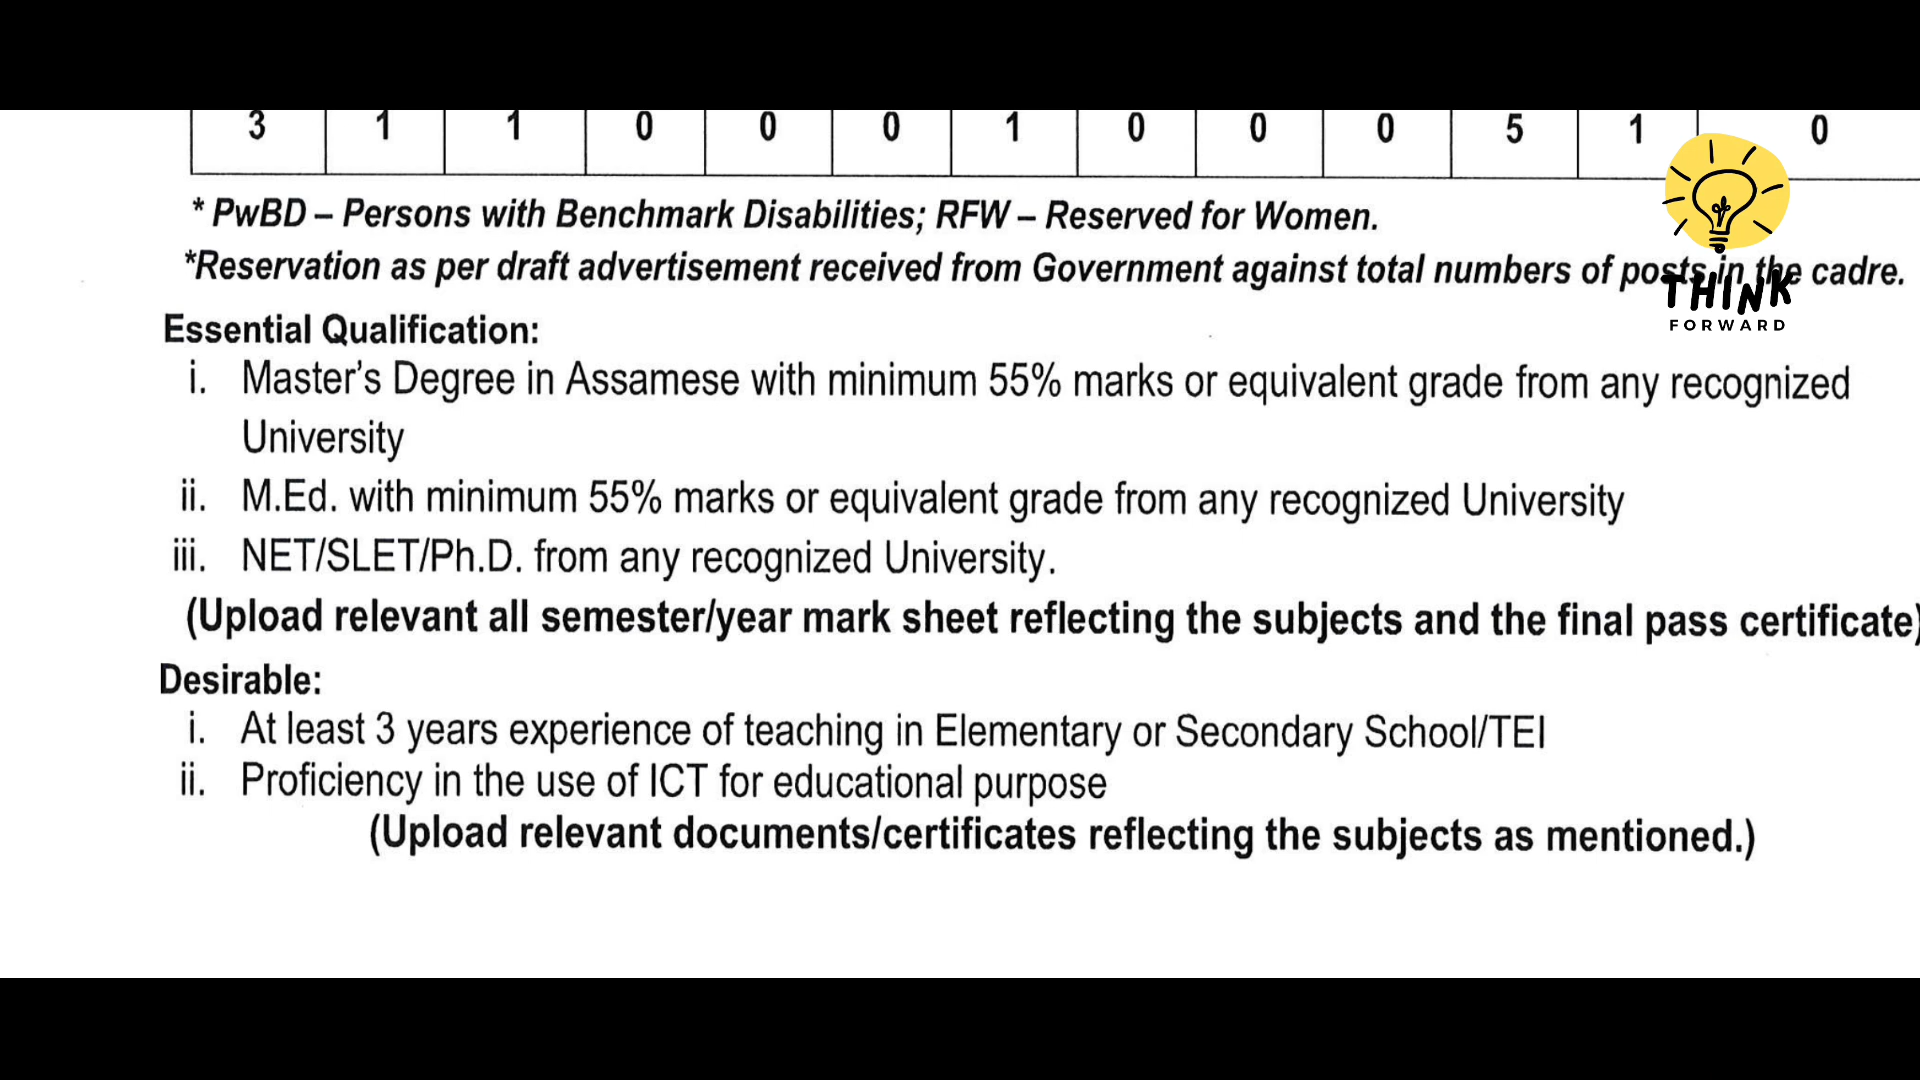 3 1 1 0 0 0 1 0 0 0 5 1 0
* PwBD – Persons with Benchmark Disabilities; RFW – Reserved for Women.
*Reservation as per draft advertisement received from Government against total numbers of posts in the cadre.
THINK
FORWARD
Essential Qualification:
i. Master's Degree in Assamese with minimum 55% marks or equivalent grade from any recognized
University
ii. M.Ed. with minimum 55% marks or equivalent grade from any recognized University
iii. NET/SLET/Ph.D. from any recognized University.
(Upload relevant all semester/year mark sheet reflecting the subjects and the final pass certificate)
Desirable:
i. At least 3 years experience of teaching in Elementary or Secondary School/TEI
ii. Proficiency in the use of ICT for educational purpose
(Upload relevant documents/certificates reflecting the subjects as mentioned.)